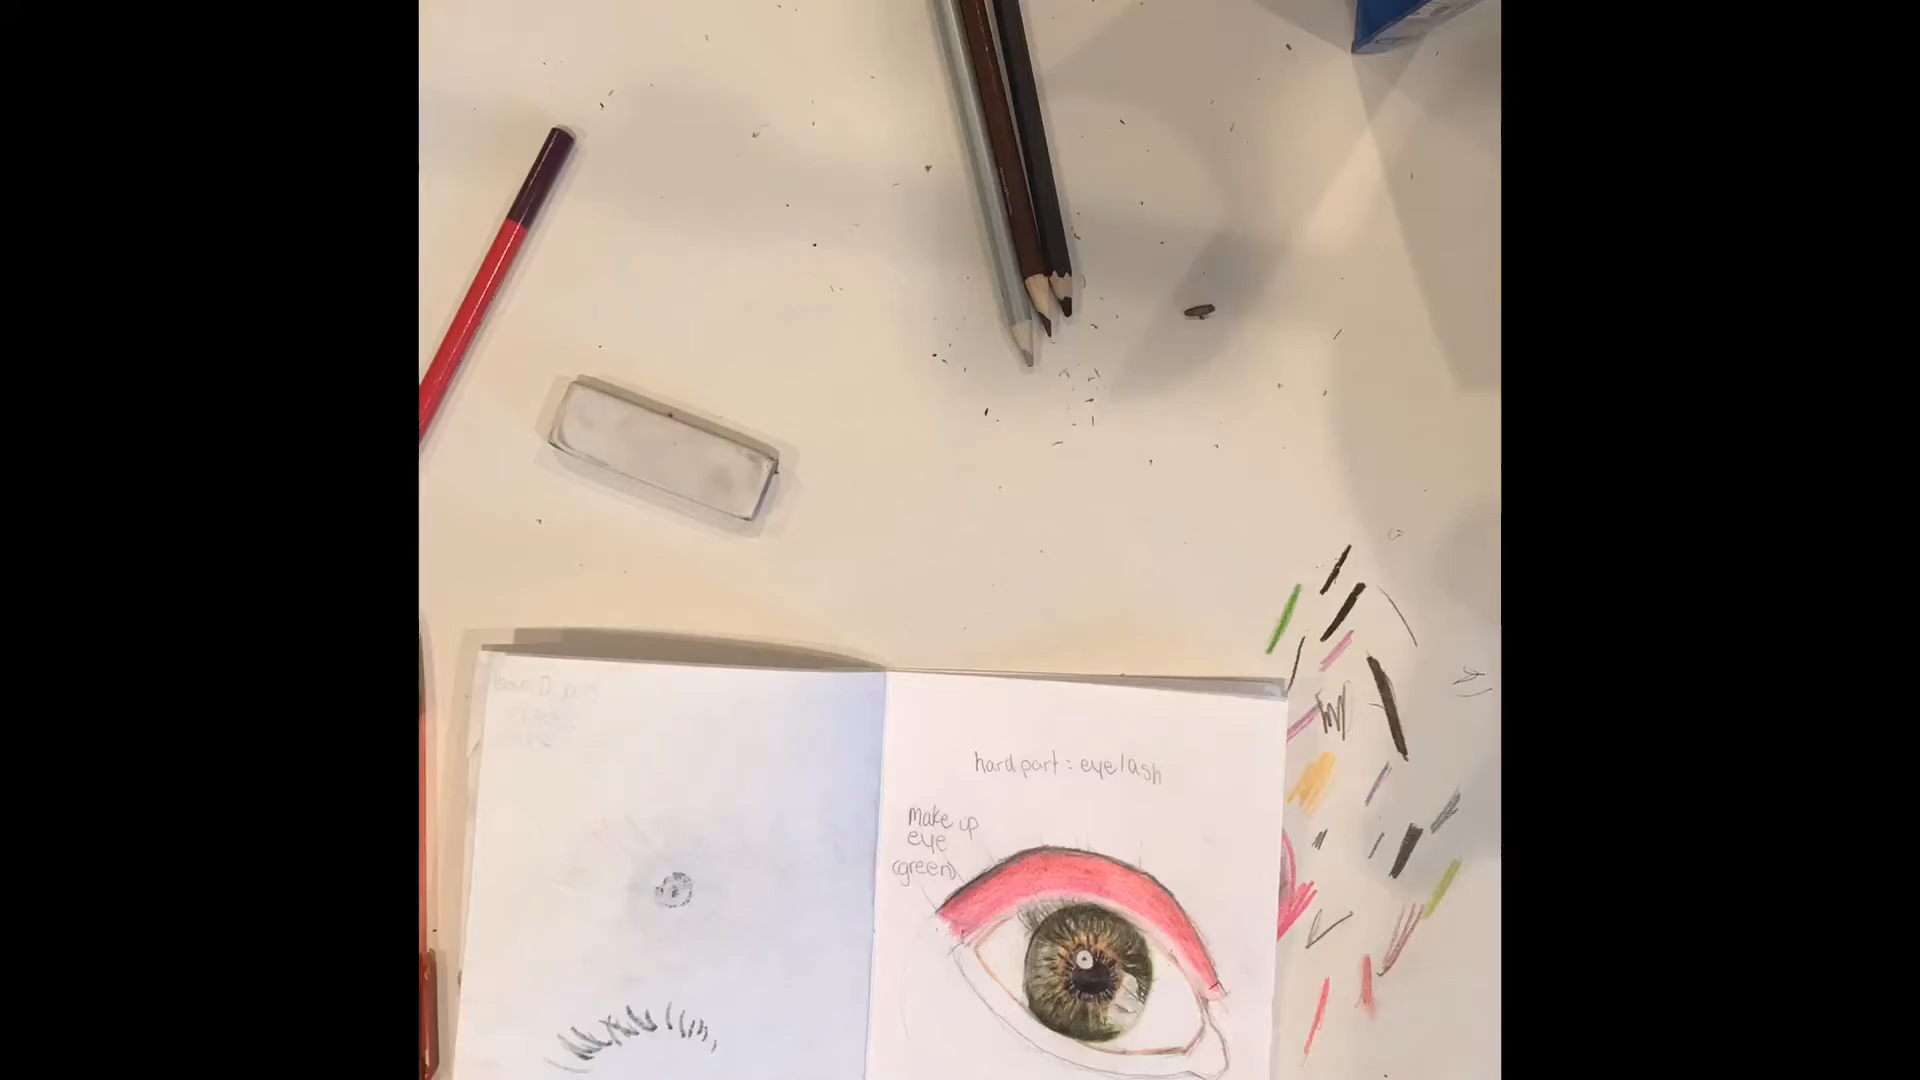 hard part = eyelash
make up
eye
(green)